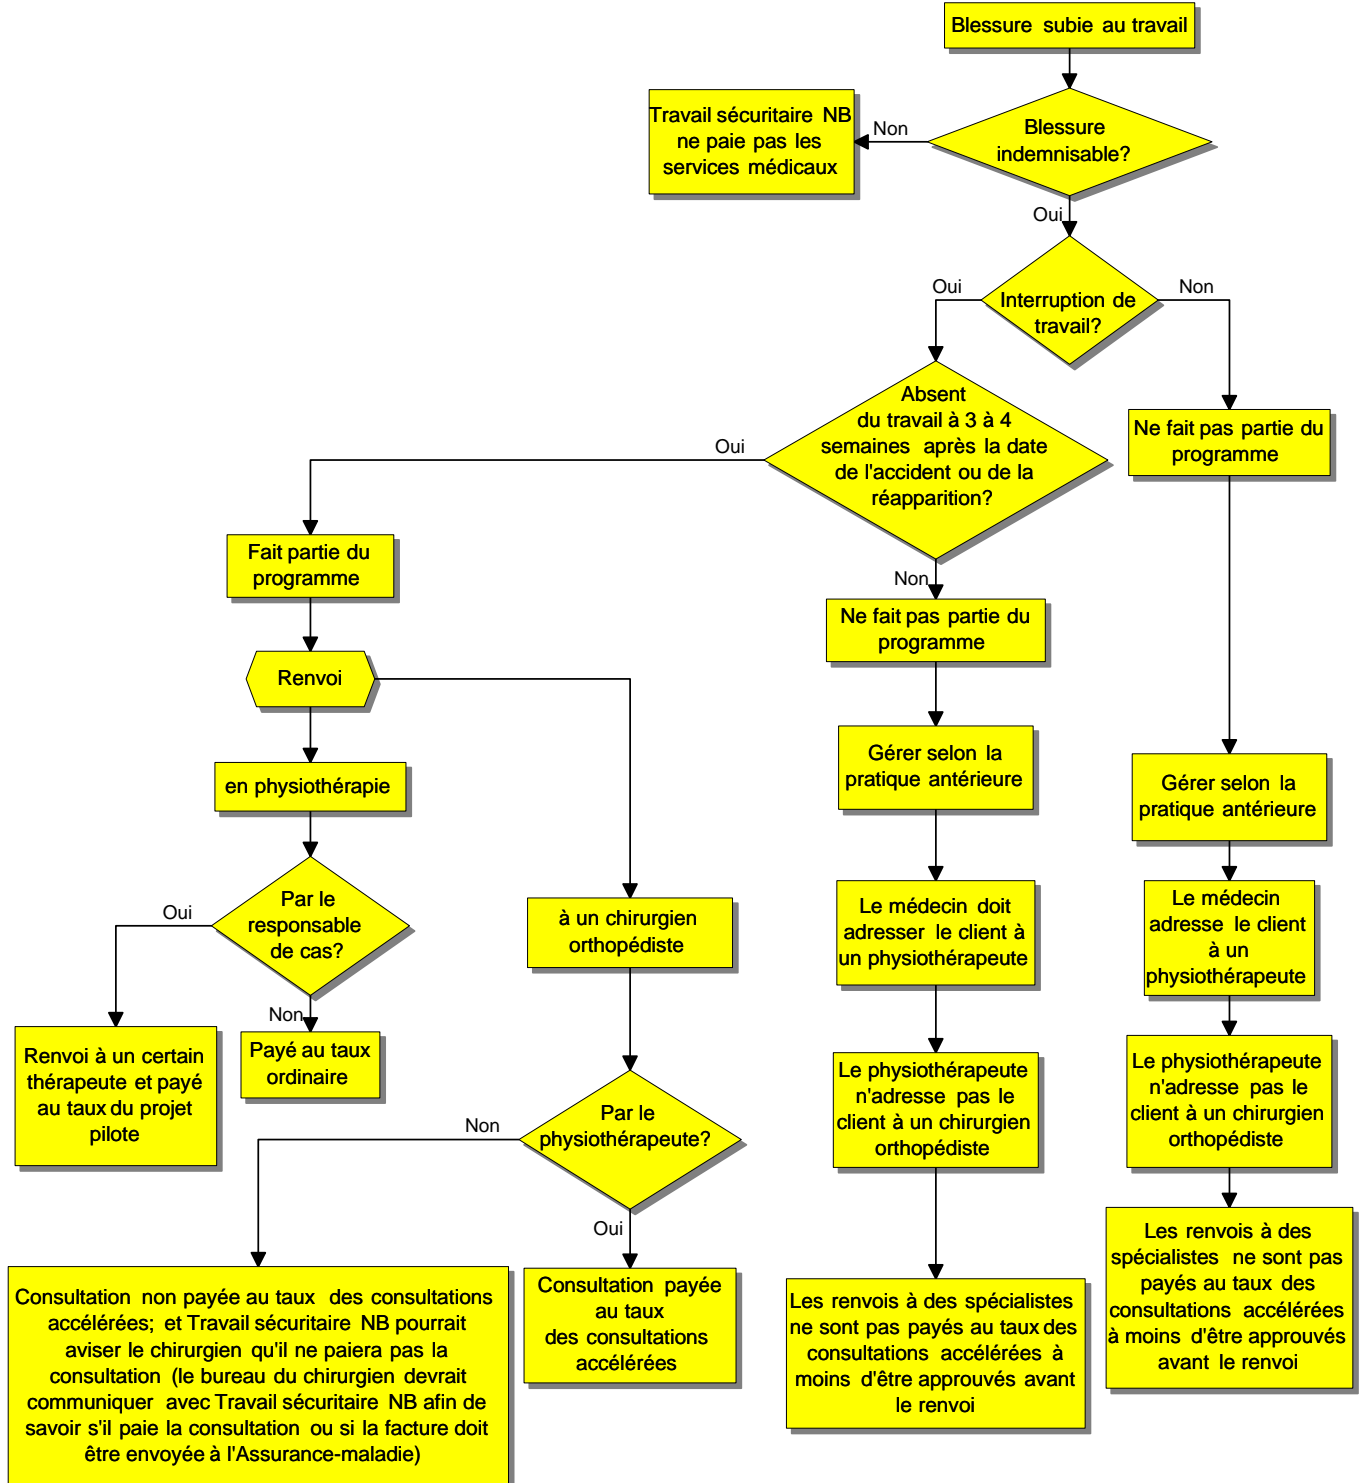 Blessure subie au travail
Travail sécuritaire NB
ne paie pas les
services médicaux
Non
Blessure
indemnisable?
Oui
Oui
Interruption de
travail?
Non
Absent
du travail à 3 à 4
semaines après la date
de l'accident ou de la
réapparition?
Oui
Ne fait pas partie du
programme
Fait partie du
programme
Non
Ne fait pas partie du
programme
Renvoi
en physiothérapie
Gérer selon la
pratique antérieure
Gérer selon la
pratique antérieure
Par le
responsable
de cas?
Oui
Non
à un chirurgien
orthopédiste
Le médecin doit
adresser le client à
un physiothérapeute
Le médecin
adresse le client
à un
physiothérapeute
Renvoi à un certain
thérapeute et payé
au taux du projet
pilote
Payé au taux
ordinaire
Par le
physiothérapeute?
Non
Oui
Le physiothérapeute
n'adresse pas le
client à un chirurgien
orthopédiste
Le physiothérapeute
n'adresse pas le
client à un chirurgien
orthopédiste
Consultation non payée au taux des consultations
accélérées; et Travail sécuritaire NB pourrait
aviser le chirurgien qu'il ne paiera pas la
consultation (le bureau du chirurgien devrait
communiquer avec Travail sécuritaire NB afin de
savoir s'il paie la consultation ou si la facture doit
être envoyée à l'Assurance-maladie)
Consultation payée
au taux
des consultations
accélérées
Les renvois à des spécialistes
ne sont pas payés au taux des
consultations accélérées à
moins d'être approuvés avant
le renvoi
Les renvois à des
spécialistes ne sont pas
payés au taux des
consultations accélérées
à moins d'être approuvés
avant le renvoi